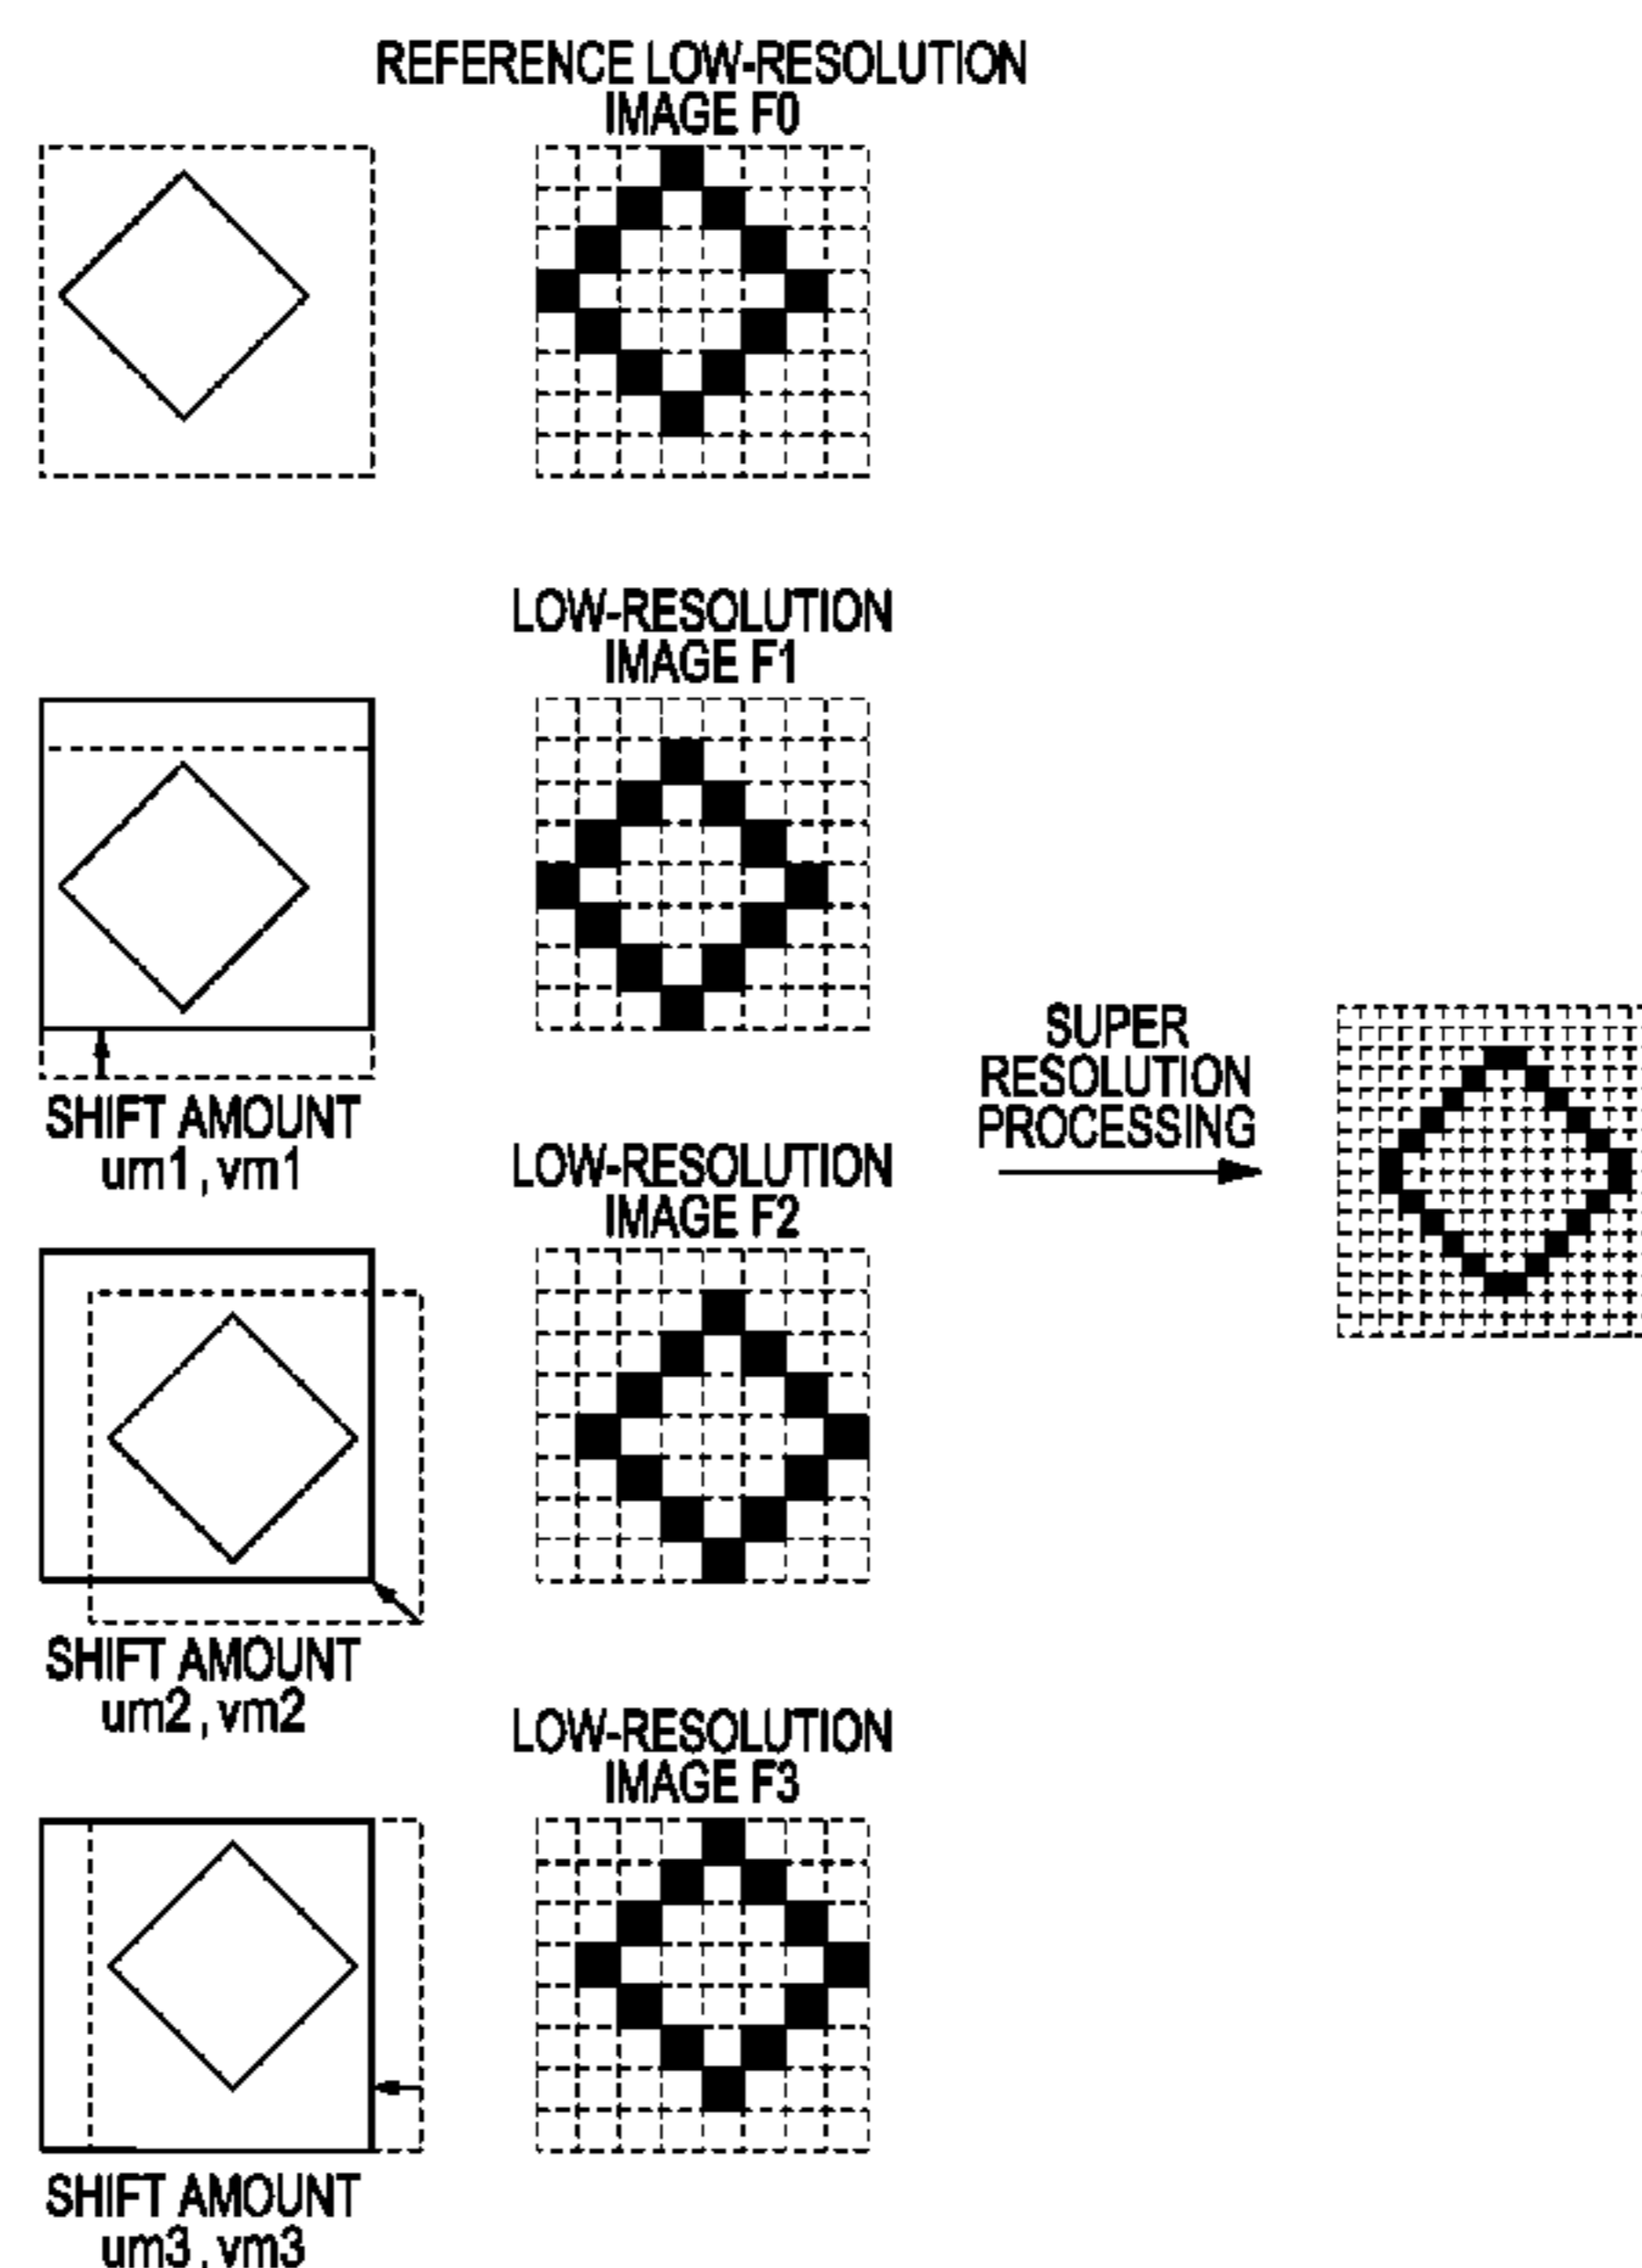 REFERENCE LOW-RESOLUTION
IMAGE F0
LOW-RESOLUTION
IMAGE F1
SHIFT AMOUNT
um1, vm1
SUPER
RESOLUTION
PROCESSING
LOW-RESOLUTION
IMAGE F2
SHIFT AMOUNT
um2, vm2
LOW-RESOLUTION
IMAGE F3
SHIFT AMOUNT
um3, vm3